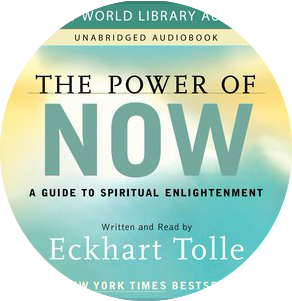 WORLD LIBRARY
UNABRIDGED AUDIOBOOK
THE POWER OF
NOW
A GUIDE TO SPIRITUAL ENLIGHTENMENT
Written and Read by
Eckhart Tolle
YORK TIMES